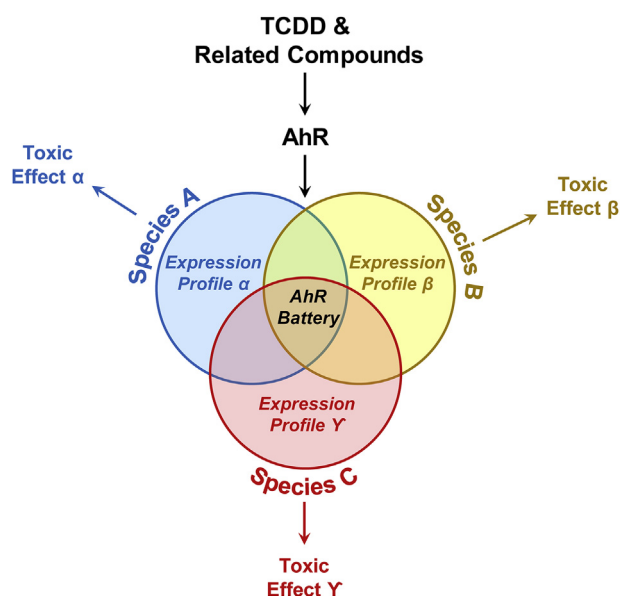 TCDD &
Related Compounds
AhR
Toxic
Effect α
Species A
Species B
Toxic
Effect β
Expression
Profile α
Expression
Profile β
AhR
Battery
Expression
Profile ϒ
Species C
Toxic
Effect ϒ